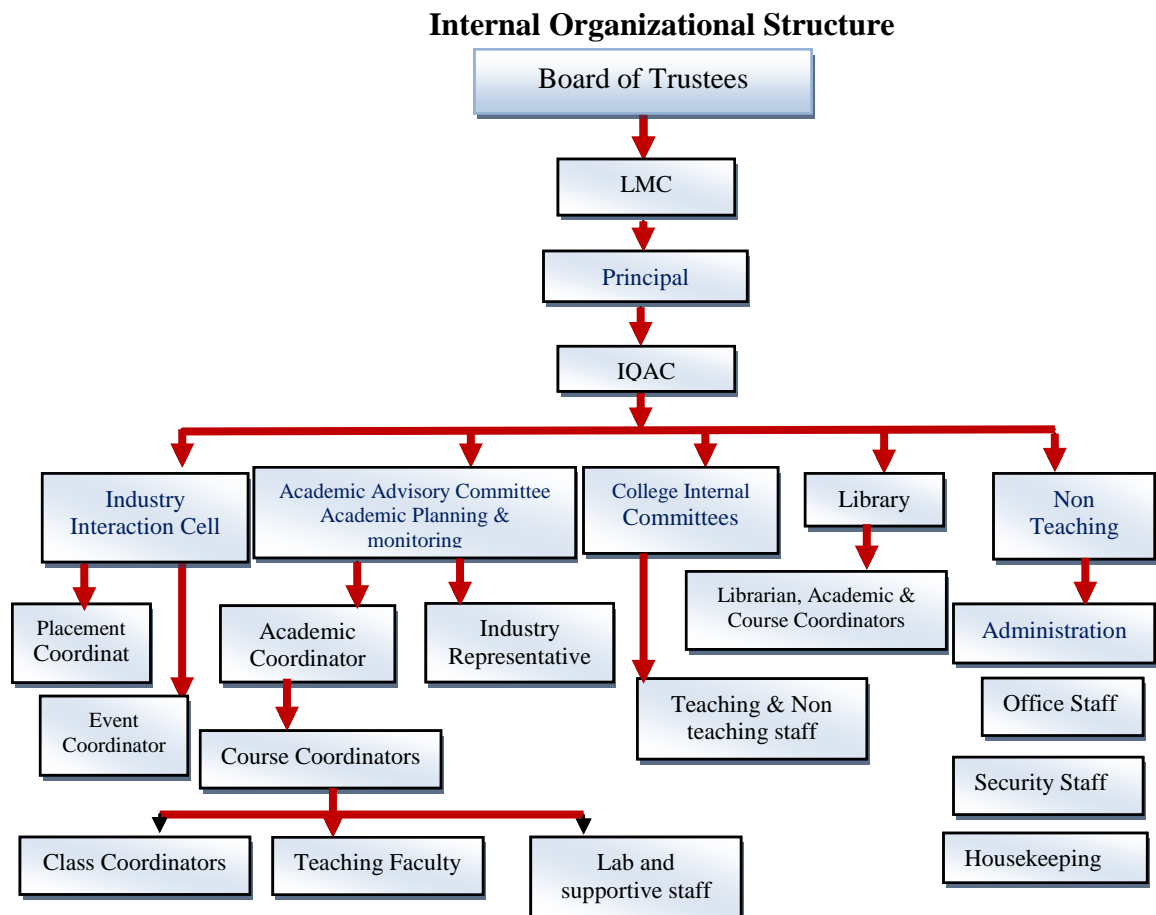 Internal Organizational Structure
Board of Trustees
LMC
Principal
IQAC
Industry
Interaction Cell
Academic Advisory Committee
Academic Planning &
monitoring
College Internal
Committees
Library
Non
Teaching
Placement
Coordinat
Event
Coordinator
Academic
Coordinator
Industry
Representative
Librarian, Academic &
Course Coordinators
Administration
Teaching & Non
teaching staff
Office Staff
Course Coordinators
Security Staff
Class Coordinators
Teaching Faculty
Lab and
supportive staff
Housekeeping